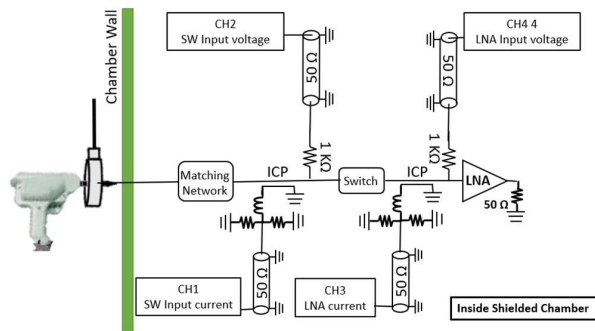 Chamber Wall
CH2
SW Input voltage
50 Ω
1 KΩ
CH4 4
LNA Input voltage
50 Ω
1 KΩ
Matching
Network
ICP
Switch
ICP
LNA
50 Ω
CH1
SW Input current
50 Ω
CH3
LNA current
50 Ω
Inside Shielded Chamber